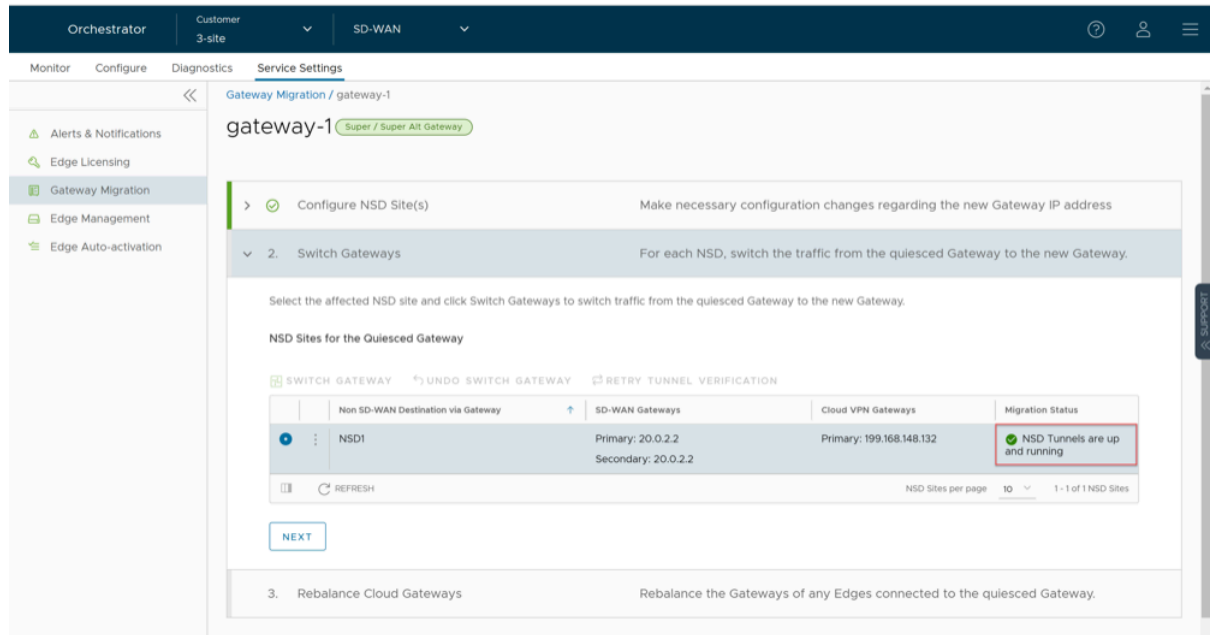 Orchestrator
Customer
3-site
SD-WAN
Monitor Configure Diagnostics Service Settings
Gateway Migration / gateway-1
gateway-1 Super / Super Alt Gateway
Alerts & Notifications
Edge Licensing
Gateway Migration
Edge Management
Edge Auto-activation
Configure NSD Site(s) Make necessary configuration changes regarding the new Gateway IP address
2. Switch Gateways For each NSD, switch the traffic from the quiesced Gateway to the new Gateway.
Select the affected NSD site and click Switch Gateways to switch traffic from the quiesced Gateway to the new Gateway.
NSD Sites for the Quiesced Gateway
SWITCH GATEWAY UNDO SWITCH GATEWAY RETRY TUNNEL VERIFICATION
Non SD-WAN Destination via Gateway SD-WAN Gateways Cloud VPN Gateways Migration Status
NSD1 Primary: 20.0.2.2 Primary: 199.168.148.132 NSD Tunnels are up
Secondary: 20.0.2.2 and running
REFRESH NSD Sites per page 10 1 - 1 of 1 NSD Sites
NEXT
3. Rebalance Cloud Gateways Rebalance the Gateways of any Edges connected to the quiesced Gateway.
SUPPORT